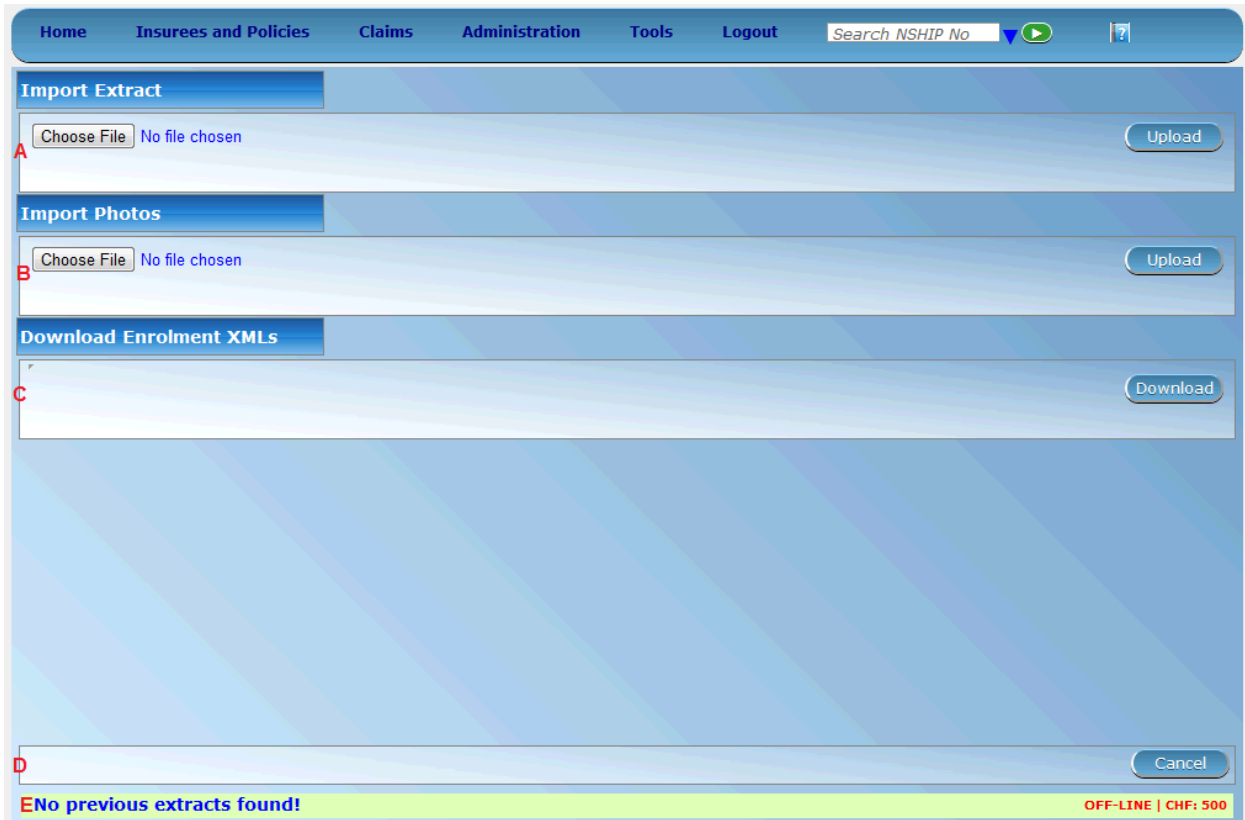 Home Insurees and Policies Claims Administration Tools Logout Search NSHIP No ?
Import Extract
A Choose File No file chosen Upload
Import Photos
B Choose File No file chosen Upload
Download Enrolment XMLs
C Download
D Cancel
E No previous extracts found! OFF-LINE | CHF: 500